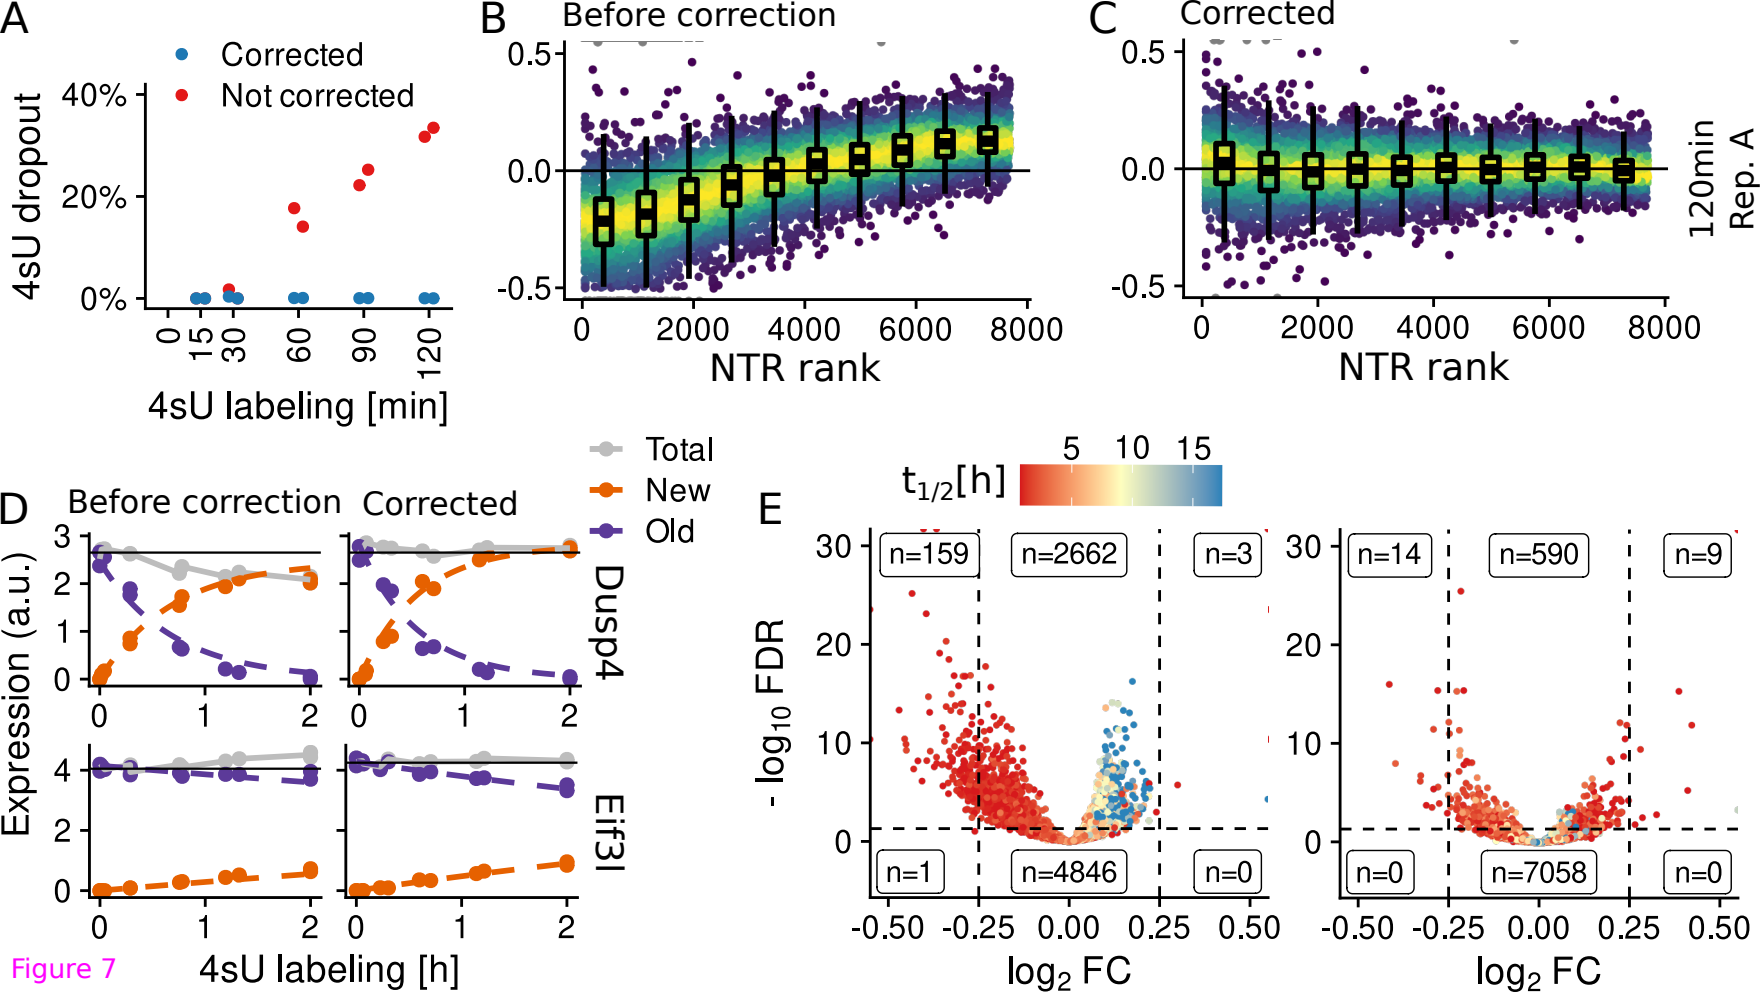 A
Corrected
Not corrected
4sU dropout
40%
20%
0%
0
15
30
60
90
120
4sU labeling [min]
B
Before correction
0.5
0.0
-0.5
0
2000
4000
6000
8000
NTR rank
C
Corrected
0.5
0.0
-0.5
0
2000
4000
6000
8000
NTR rank
120min
Rep. A
D
Before correction
Corrected
Total
New
Old
Expression (a.u.)
3
2
1
0
0
1
2
0
1
2
Dusp4
4
2
0
0
1
2
0
1
2
Eif3l
4sU labeling [h]
E
t1/2[h]
5
10
15
- log10 FDR
30
20
10
0
n=159
n=2662
n=3
n=1
n=4846
n=0
-0.50
-0.25
0.00
0.25
0.50
log2 FC
30
20
10
0
n=14
n=590
n=9
n=0
n=7058
n=0
-0.50
-0.25
0.00
0.25
0.50
log2 FC
Figure 7